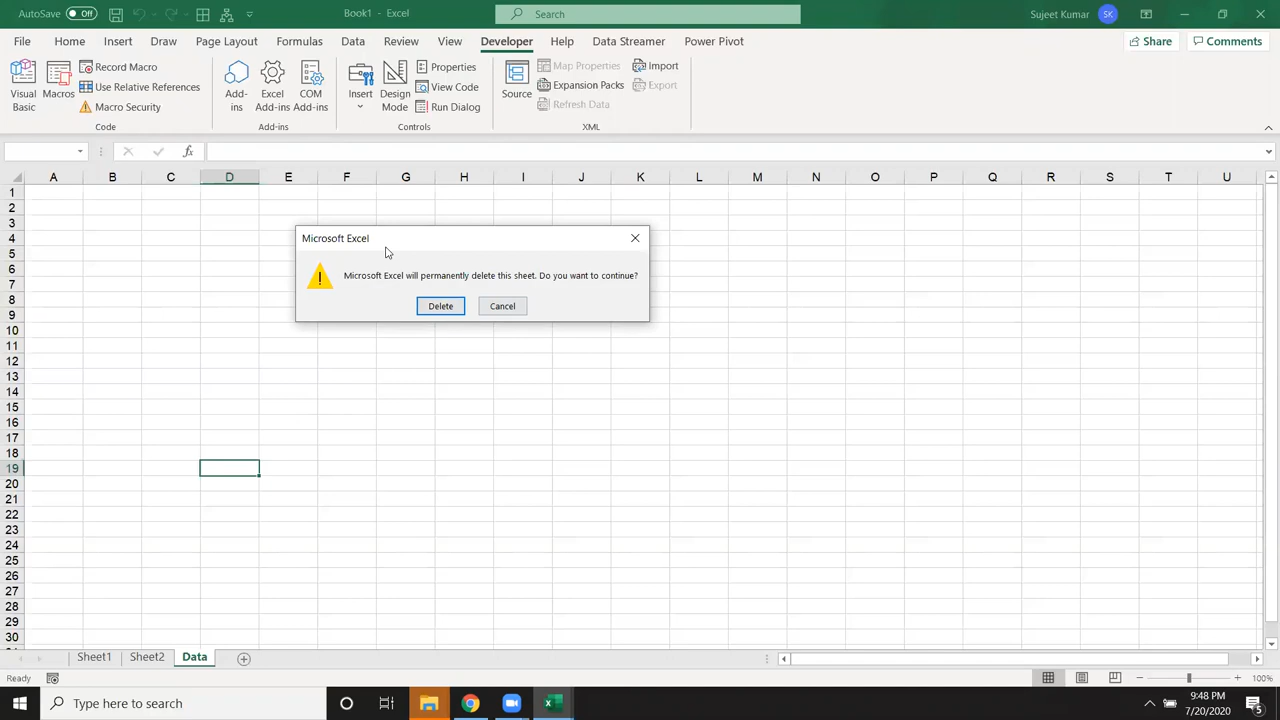 AutoSave Off Book1 - Excel Search Sujeet Kumar SK
File Home Insert Draw Page Layout Formulas Data Review View Developer Help Data Streamer Power Pivot Share Comments
Visual Basic
Macros
Record Macro
Use Relative References
Macro Security
Code
Add-ins
Excel Add-ins
COM Add-ins
Add-ins
Insert
Design Mode
Properties
View Code
Run Dialog
Controls
Source
Map Properties
Expansion Packs
Refresh Data
Import
Export
XML
fx
A B C D E F G H I J K L M N O P Q R S T U
1
2
3
4
5
6
7
8
9
10
11
12
13
14
15
16
17
18
19
20
21
22
23
24
25
26
27
28
29
30
Microsoft Excel
Microsoft Excel will permanently delete this sheet. Do you want to continue?
Delete Cancel
Sheet1 Sheet2 Data
Ready 100%
Type here to search
9:48 PM
7/20/2020
5